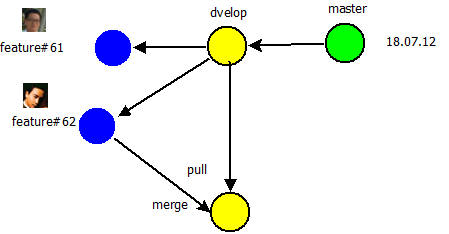 master
dvelop
18.07.12
feature#61
feature#62
pull
merge